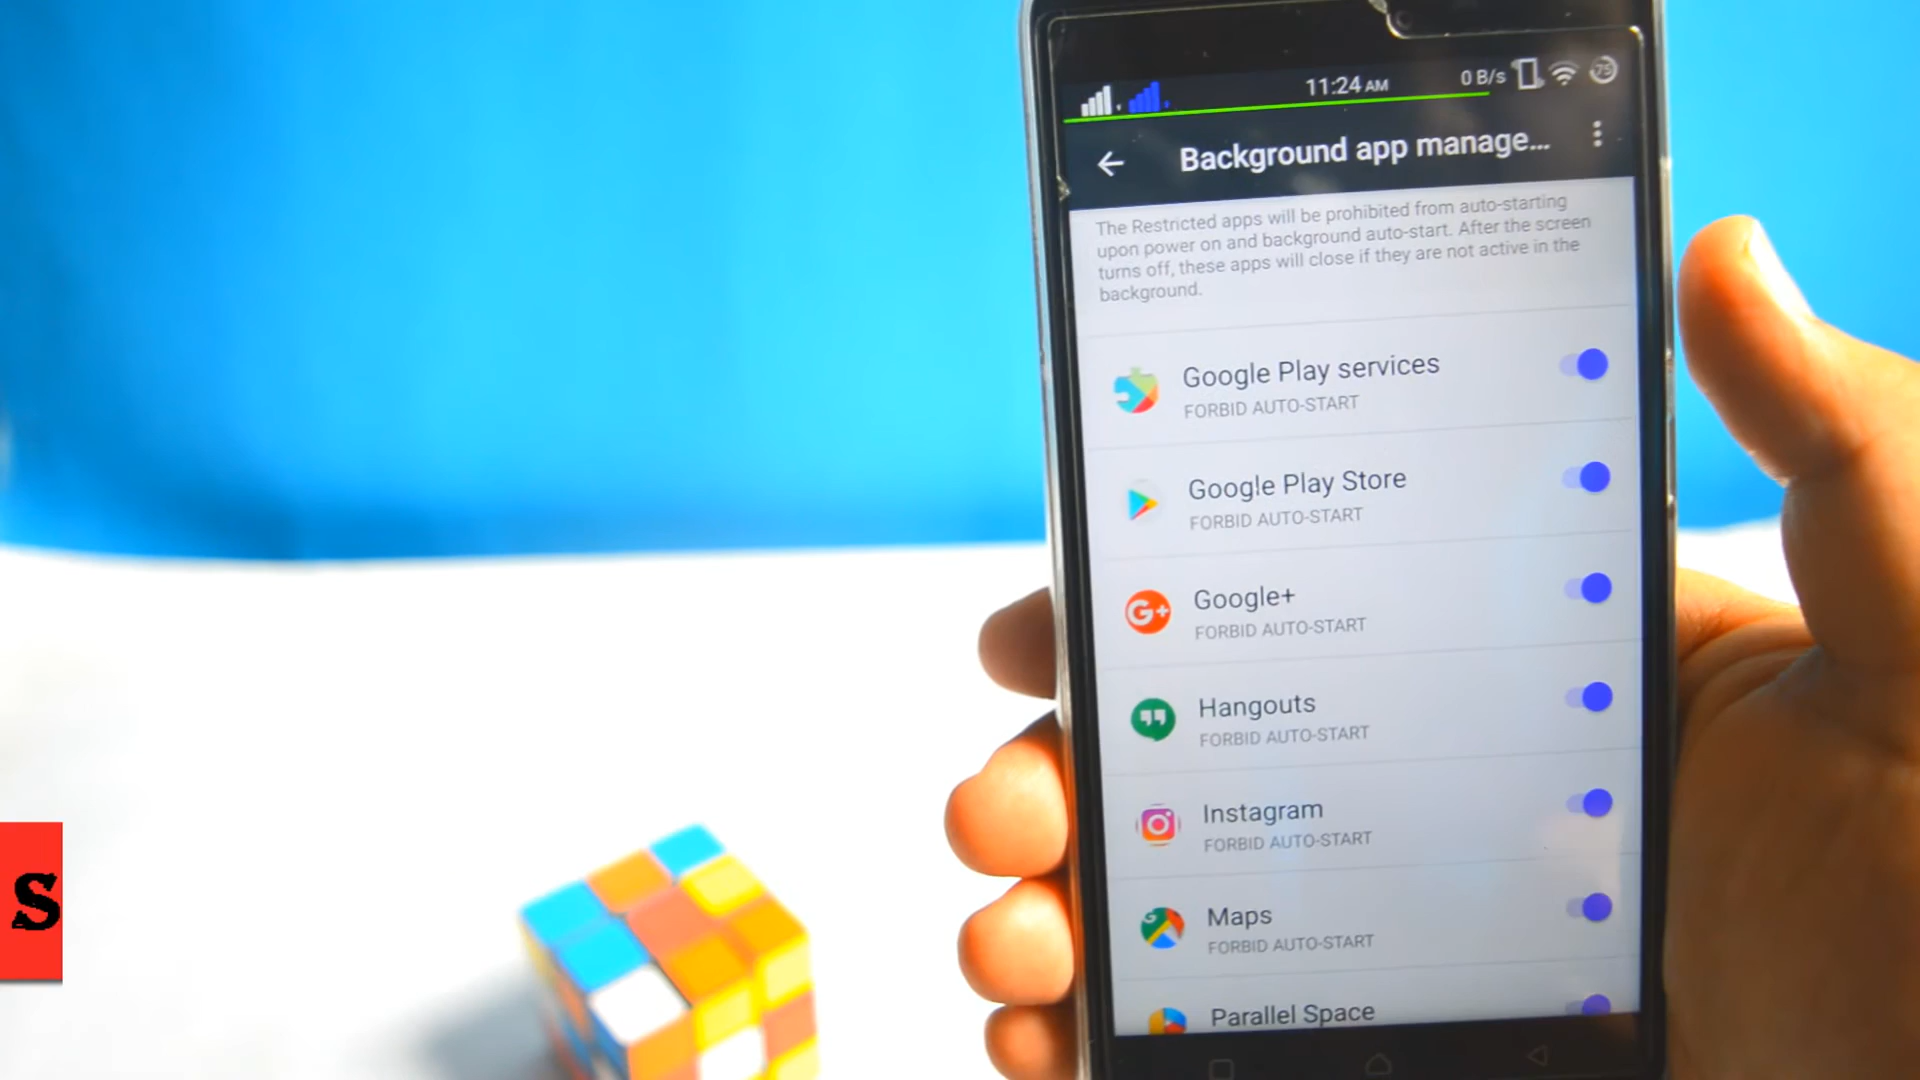 11:24 AM
0 B/s
75
Background app manage...
The Restricted apps will be prohibited from auto-starting
upon power on and background auto-start. After the screen
turns off, these apps will close if they are not active in the
background.
Google Play services
FORBID AUTO-START
Google Play Store
FORBID AUTO-START
G+
Google+
FORBID AUTO-START
Hangouts
FORBID AUTO-START
Instagram
FORBID AUTO-START
Maps
FORBID AUTO-START
Parallel Space
S